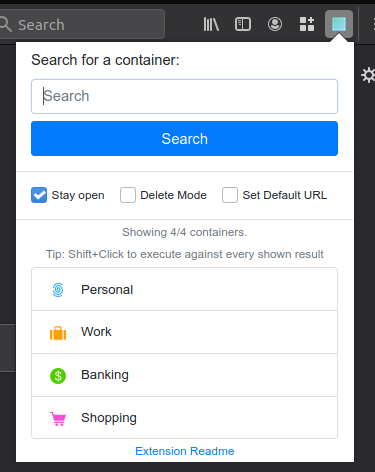 Search
Search for a container:
Search
Search
Stay open Delete Mode Set Default URL
Showing 4/4 containers.
Tip: Shift+Click to execute against every shown result
Personal
Work
$ Banking
Shopping
Extension Readme